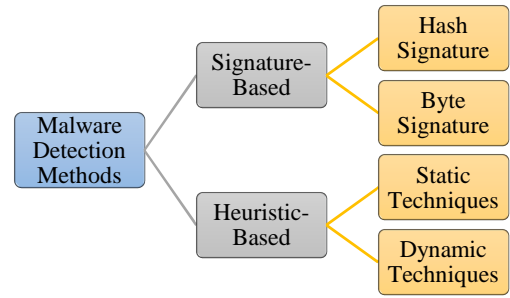 Malware
Detection
Methods
Signature-
Based
Hash
Signature
Byte
Signature
Heuristic-
Based
Static
Techniques
Dynamic
Techniques